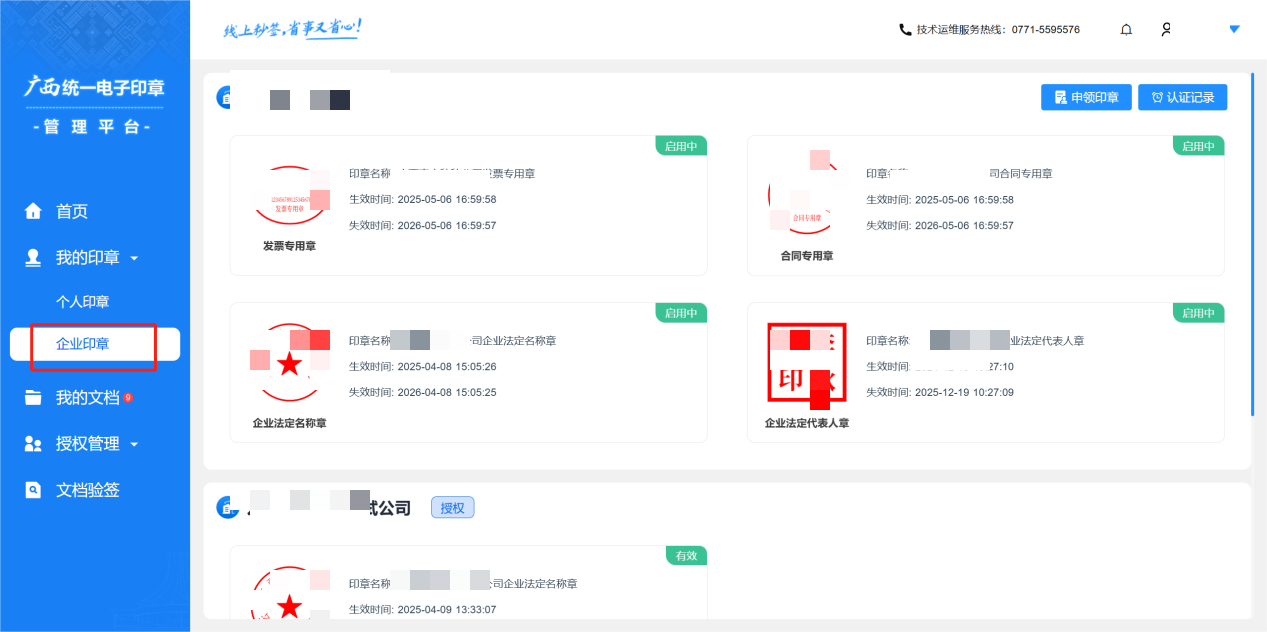 广西统一电子印章
-管 理 平 台-
首页
我的印章
个人印章
企业印章
我的文档 9
授权管理
文档验签
线上秒签,省事又省心!
技术运维服务热线: 0771-5595576
申领印章
认证记录
启用中
发票专用章
发票专用章
印章名称 票专用章
生效时间: 2025-05-06 16:59:58
失效时间: 2026-05-06 16:59:57
启用中
合同专用章
合同专用章
印章 司合同专用章
生效时间: 2025-05-06 16:59:58
失效时间: 2026-05-06 16:59:57
启用中
企业法定名称章
印章名称 司企业法定名称章
生效时间: 2025-04-08 15:05:26
失效时间: 2026-04-08 15:05:25
启用中
印
企业法定代表人章
印章名称 业法定代表人章
生效时间: 27:10
失效时间: 2025-12-19 10:27:09
试公司
授权
有效
印章名称 公司企业法定名称章
生效时间: 2025-04-09 13:33:07